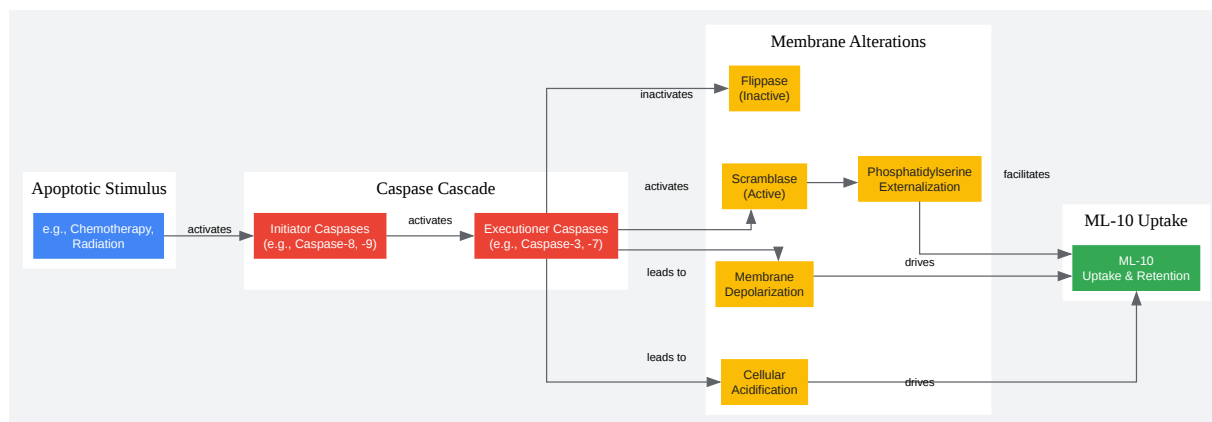 Apoptotic Stimulus
e.g., Chemotherapy,
Radiation
activates
Caspase Cascade
Initiator Caspases
(e.g., Caspase-8, -9)
activates
Executioner Caspases
(e.g., Caspase-3, -7)
inactivates
activates
leads to
leads to
Membrane Alterations
Flippase
(Inactive)
Scramblase
(Active)
Phosphatidylserine
Externalization
Membrane
Depolarization
Cellular
Acidification
facilitates
drives
drives
ML-10 Uptake
ML-10
Uptake & Retention